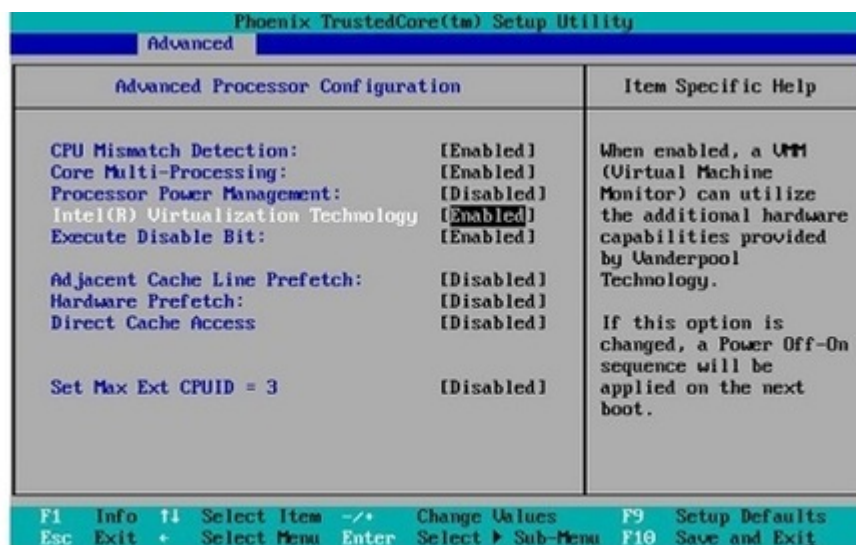 Phoenix TrustedCore(tm) Setup Utility
Advanced
Advanced Processor Configuration
Item Specific Help
CPU Mismatch Detection: [Enabled]
Core Multi-Processing: [Enabled]
Processor Power Management: [Disabled]
Intel(R) Virtualization Technology [Enabled]
Execute Disable Bit: [Enabled]
Adjacent Cache Line Prefetch: [Disabled]
Hardware Prefetch: [Disabled]
Direct Cache Access [Disabled]
Set Max Ext CPUID = 3 [Disabled]
When enabled, a VMM
(Virtual Machine
Monitor) can utilize
the additional hardware
capabilities provided
by Vanderpool
Technology.
If this option is
changed, a Power Off-On
sequence will be
applied on the next
boot.
F1 Info ↑↓ Select Item -/+ Change Values F9 Setup Defaults
Esc Exit ← Select Menu Enter Select ▶ Sub-Menu F10 Save and Exit